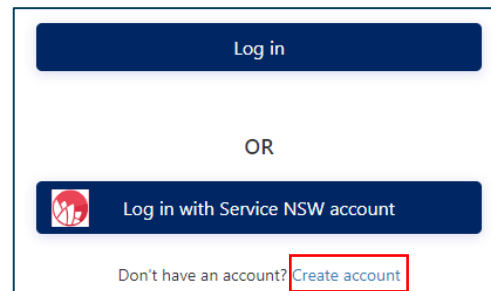 Log in
OR
Log in with Service NSW account
Don't have an account? Create account